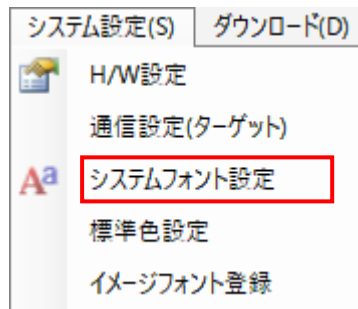 システム設定(S) ダウンロード(D)
H/W設定
通信設定(ターゲット)
システムフォント設定
標準色設定
イメージフォント登録